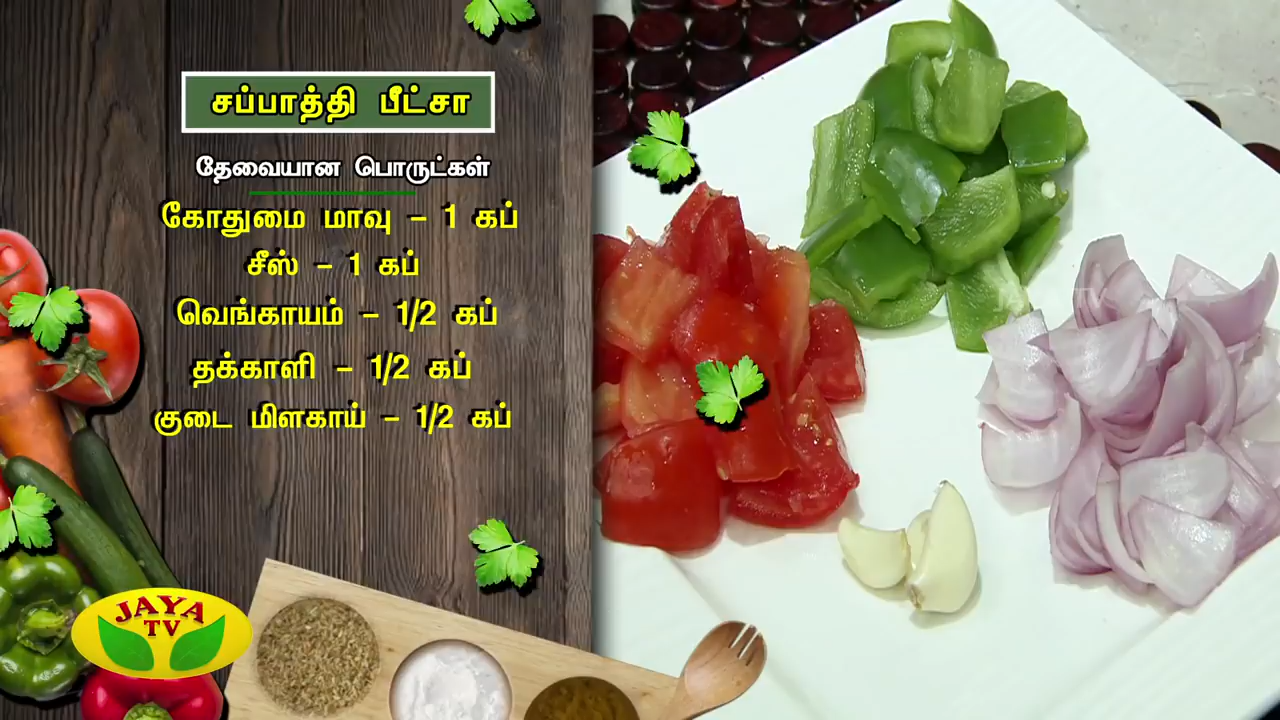 சப்பாத்தி பீட்சா
தேவையான பொருட்கள்
கோதுமை மாவு - 1 கப்
சீஸ் - 1 கப்
வெங்காயம் - 1/2 கப்
தக்காளி - 1/2 கப்
குடை மிளகாய் - 1/2 கப்
JAYA
TV